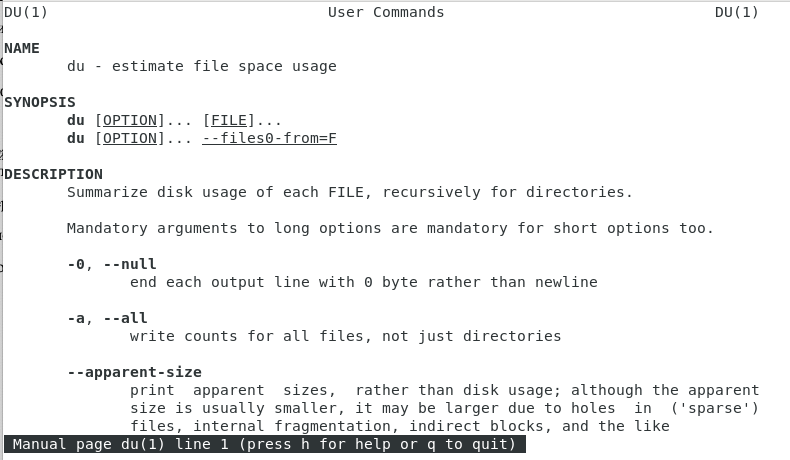 DU(1) User Commands DU(1)
NAME
du - estimate file space usage
SYNOPSIS
du [OPTION]... [FILE]...
du [OPTION]... --files0-from=F
DESCRIPTION
Summarize disk usage of each FILE, recursively for directories.
Mandatory arguments to long options are mandatory for short options too.
-0, --null
end each output line with 0 byte rather than newline
-a, --all
write counts for all files, not just directories
--apparent-size
print apparent sizes, rather than disk usage; although the apparent
size is usually smaller, it may be larger due to holes in ('sparse')
files, internal fragmentation, indirect blocks, and the like
Manual page du(1) line 1 (press h for help or q to quit)